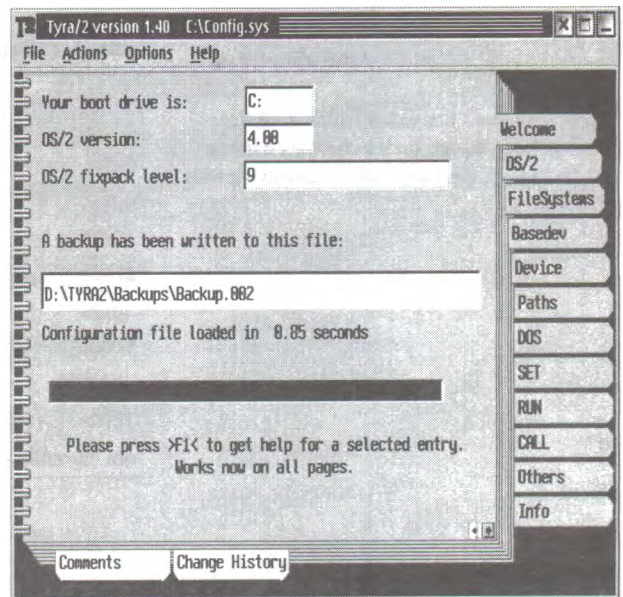 Tyra/2 version 1.40 C:\Config.sys
File Actions Options Help
Your boot drive is: C:
OS/2 version: 4.00
OS/2 fixpack level: 9
A backup has been written to this file:
D:\TYRA2\Backups\Backup.002
Configuration file loaded in 0.85 seconds
Please press >F1< to get help for a selected entry.
Works now on all pages.
Welcome
OS/2
FileSystems
Basedev
Device
Paths
DOS
SET
RUN
CALL
Others
Info
Comments Change History